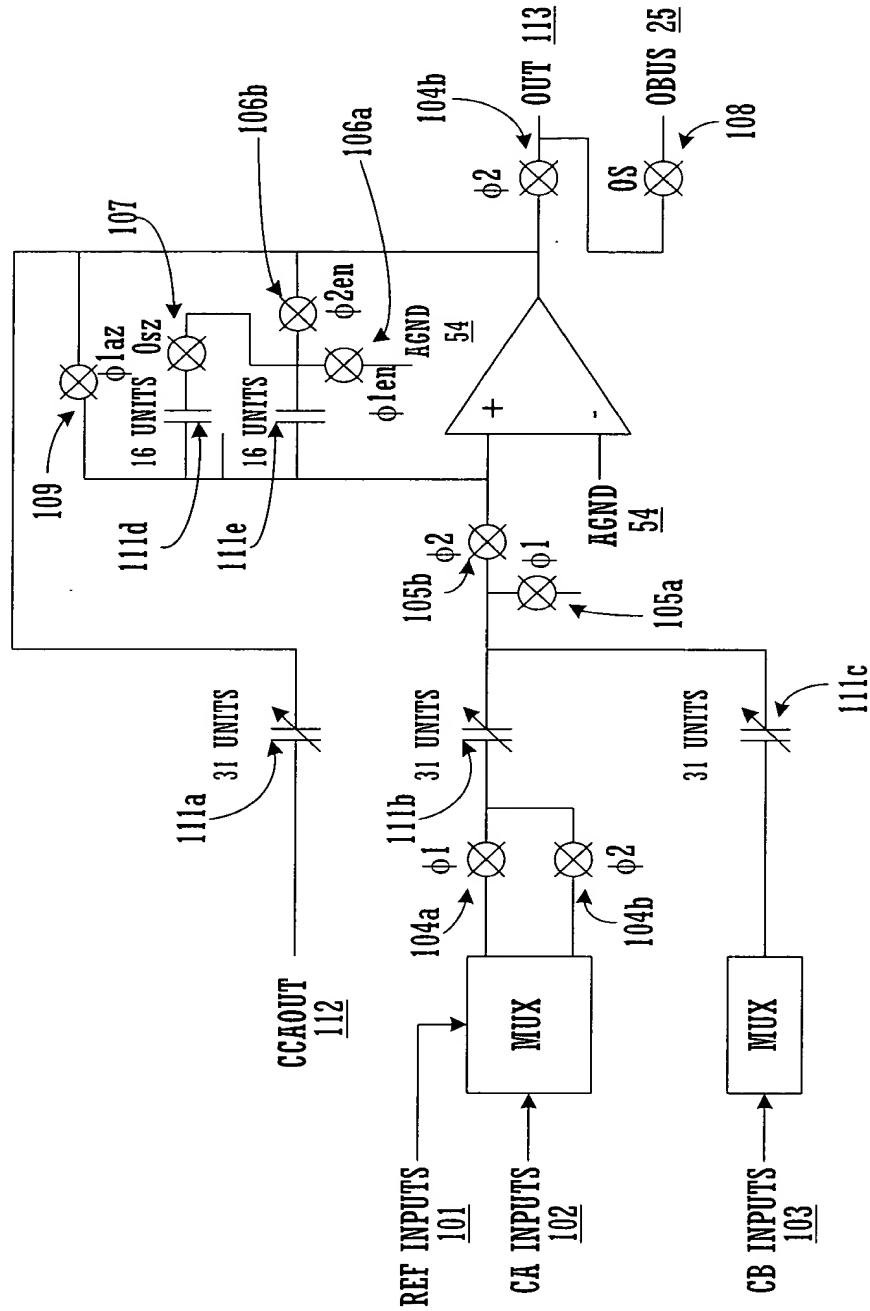 CCAOUT
112
111a
31 UNITS
REF INPUTS
101
CA INPUTS
102
MUX
104a
ϕ1
104b
ϕ2
111b
31 UNITS
CB INPUTS
103
MUX
111c
31 UNITS
105b
ϕ2
ϕ1
105a
109
ϕ1az
111d
16 UNITS
Osz
107
111e
16 UNITS
106b
ϕ2en
ϕ1en
106a
AGND
54
+
-
AGND
54
ϕ2
104b
OUT 113
OS
OBUS 25
108